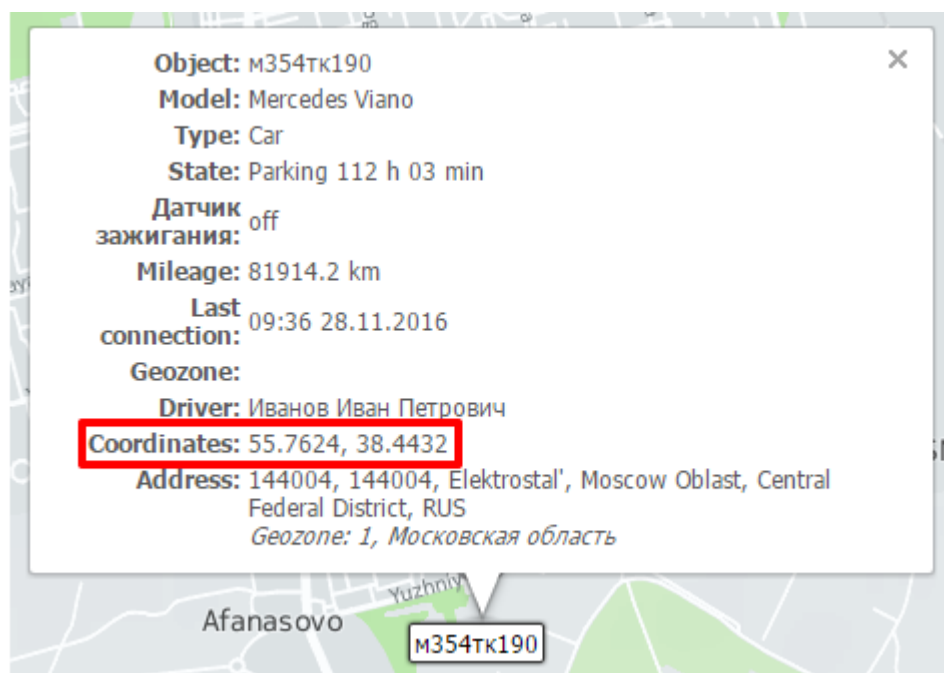 Object: м354тк190
Model: Mercedes Viano
Type: Car
State: Parking 112 h 03 min
Датчик
зажигания: off
Mileage: 81914.2 km
Last
connection: 09:36 28.11.2016
Geozone:
Driver: Иванов Иван Петрович
Coordinates: 55.7624, 38.4432
Address: 144004, 144004, Elektrostal', Moscow Oblast, Central
Federal District, RUS
Geozone: 1, Московская область
Yuzhniy
Afanasovo
м354тк190